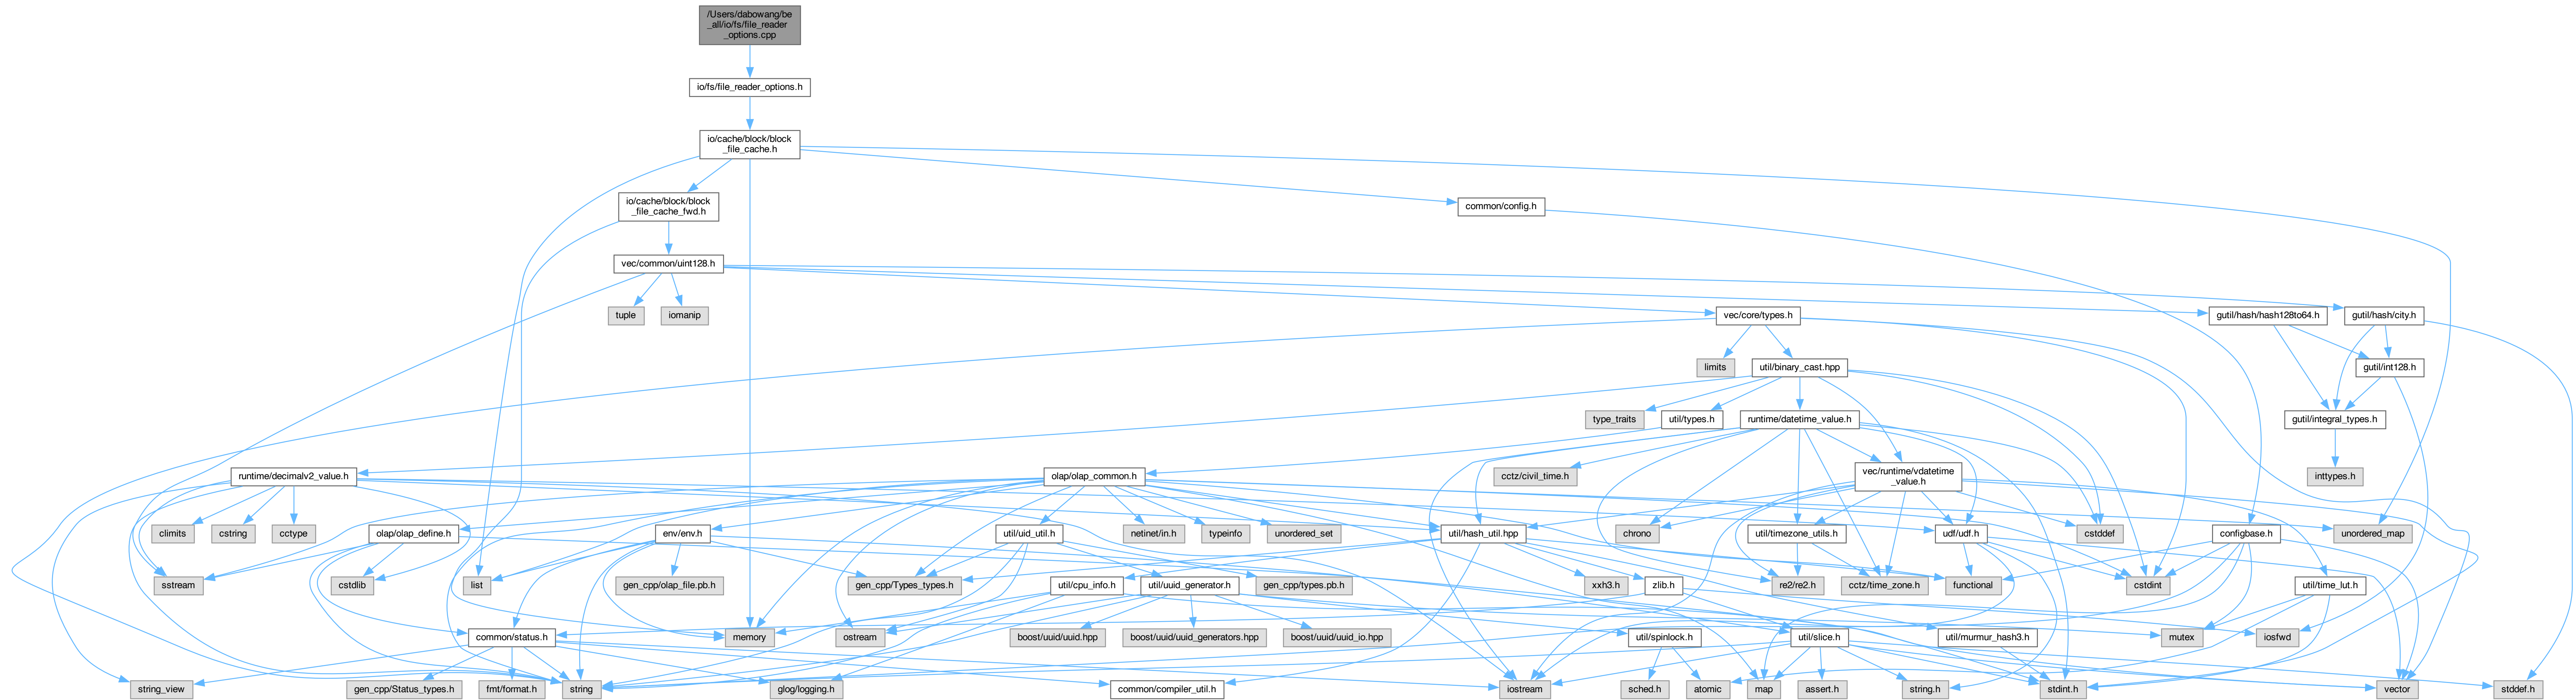 /Users/dabowang/be
_all/io/fs/file_reader
_options.cpp
io/fs/file_reader_options.h
io/cache/block/block
_file_cache.h
io/cache/block/block
_file_cache_fwd.h
common/config.h
vec/common/uint128.h
tuple
iomanip
vec/core/types.h
gutil/hash/hash128to64.h
gutil/hash/city.h
limits
util/binary_cast.hpp
gutil/int128.h
type_traits
util/types.h
runtime/datetime_value.h
gutil/integral_types.h
runtime/decimalv2_value.h
olap/olap_common.h
cctz/civil_time.h
vec/runtime/vdatetime
_value.h
inttypes.h
climits
cstring
cctype
olap/olap_define.h
env/env.h
util/uid_util.h
netinet/in.h
typeinfo
unordered_set
util/hash_util.hpp
chrono
util/timezone_utils.h
udf/udf.h
cstddef
configbase.h
unordered_map
sstream
cstdlib
list
gen_cpp/olap_file.pb.h
gen_cpp/Types_types.h
util/cpu_info.h
util/uuid_generator.h
gen_cpp/types.pb.h
xxh3.h
zlib.h
re2/re2.h
cctz/time_zone.h
functional
cstdint
util/time_lut.h
common/status.h
memory
ostream
boost/uuid/uuid.hpp
boost/uuid/uuid_generators.hpp
boost/uuid/uuid_io.hpp
util/spinlock.h
util/slice.h
util/murmur_hash3.h
mutex
iosfwd
string_view
gen_cpp/Status_types.h
fmt/format.h
string
glog/logging.h
common/compiler_util.h
iostream
sched.h
atomic
map
assert.h
string.h
stdint.h
vector
stddef.h